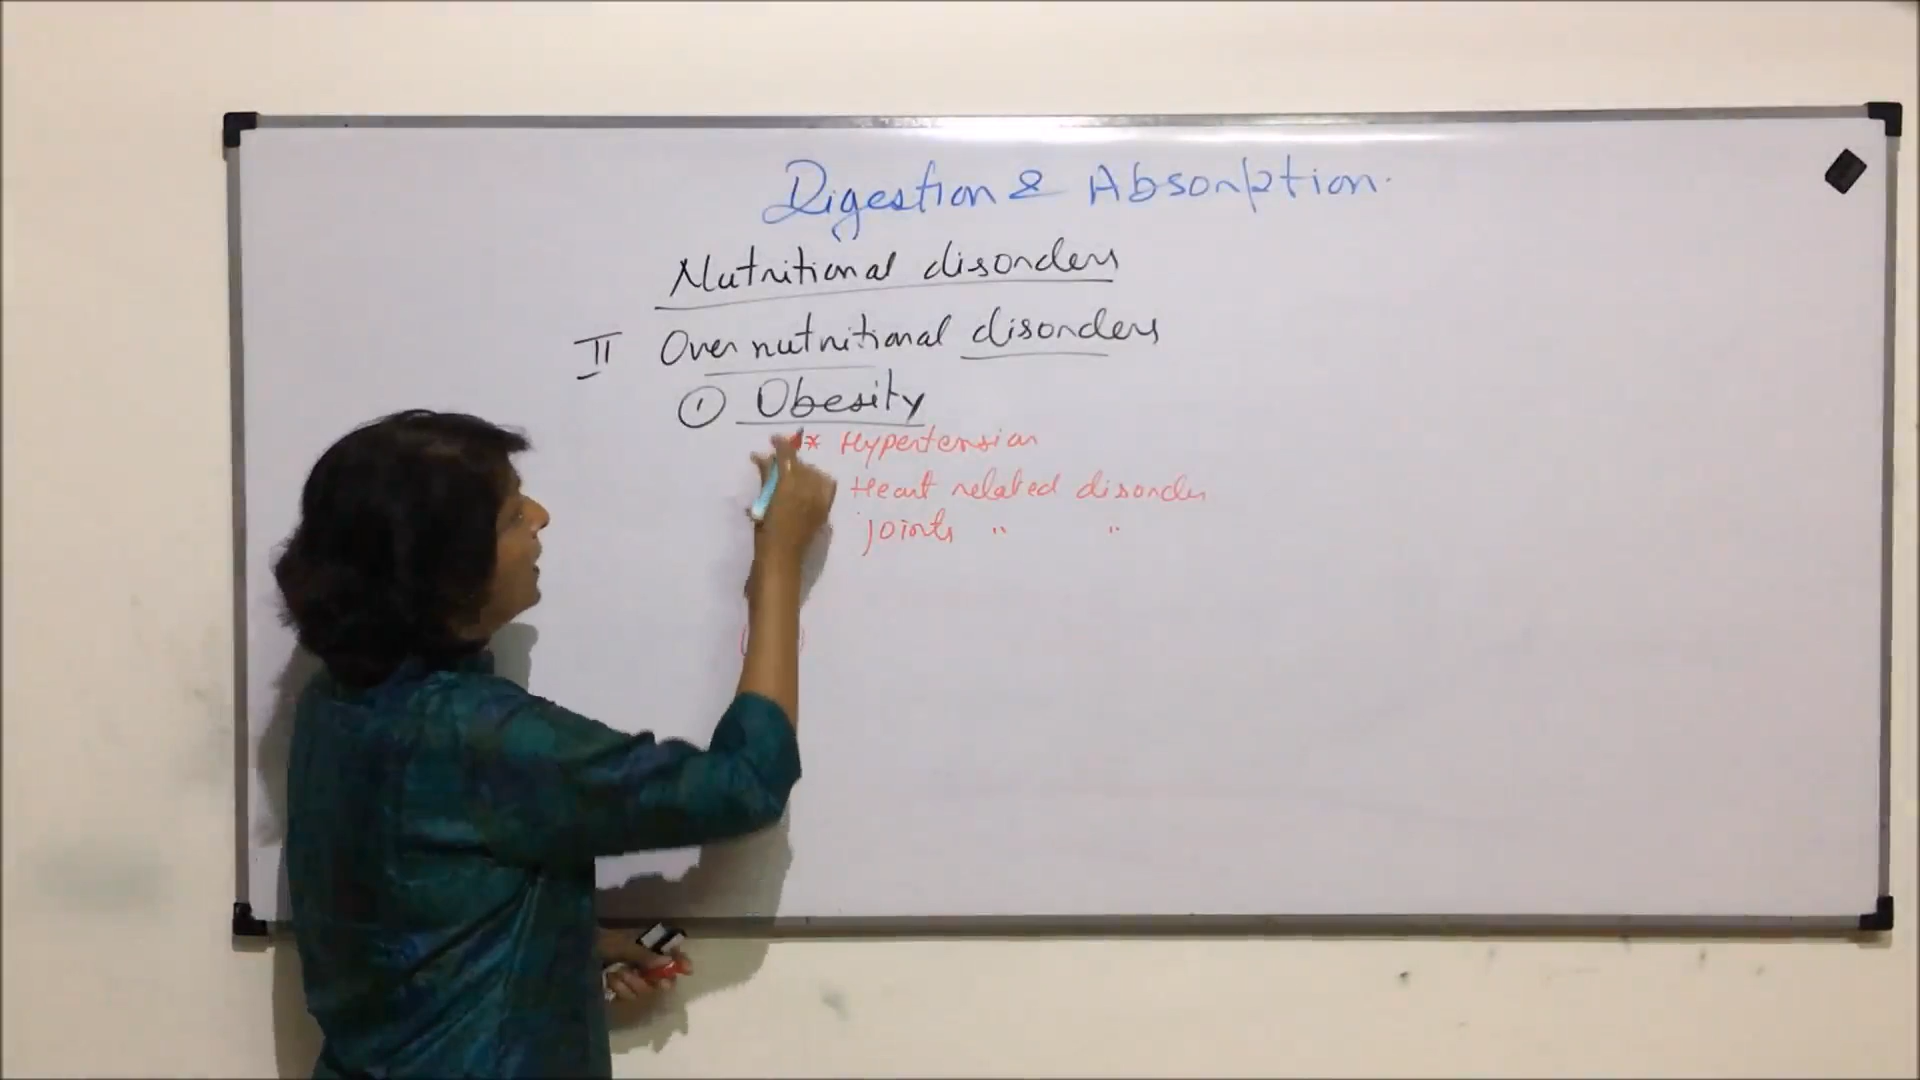 Digestion & Absorption.
Nutritional disorders
II Over nutritional disorders
① Obesity
* Hypertension
Heart related disorder
joints " "